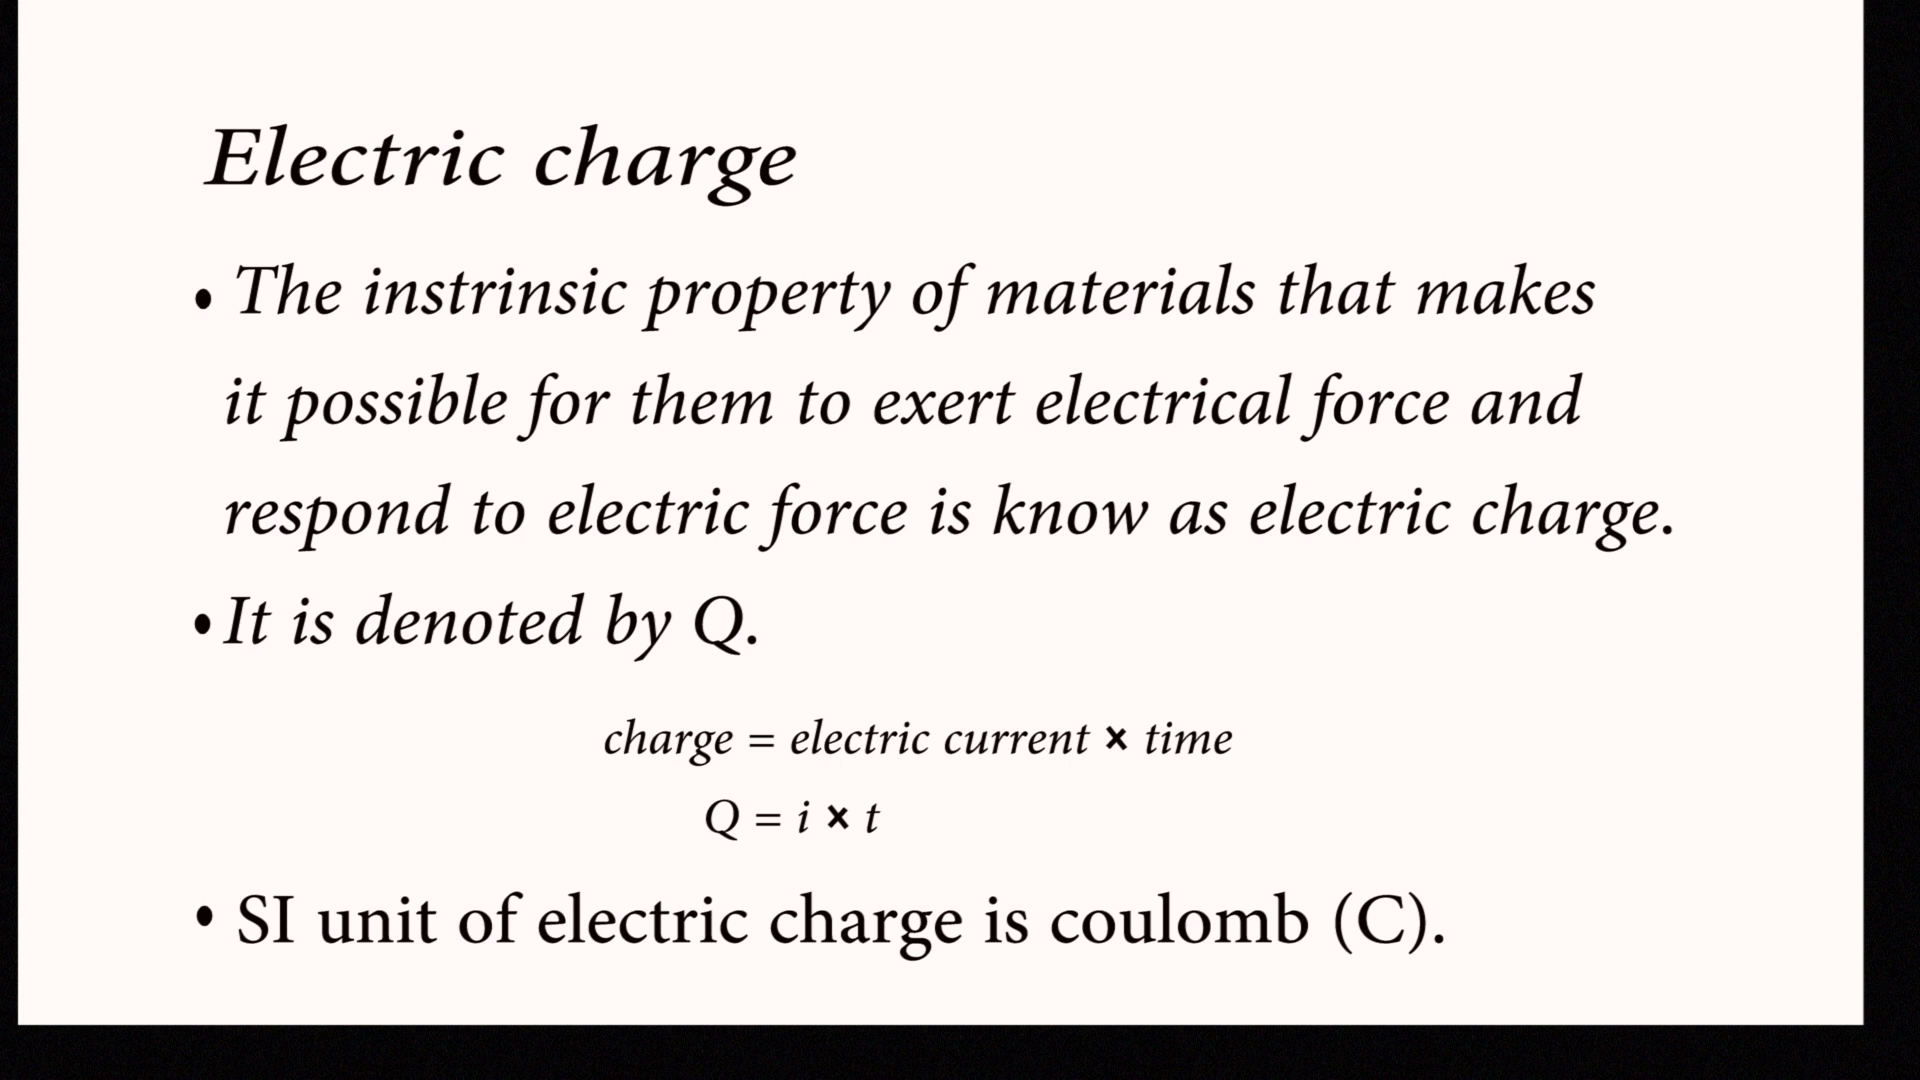 Electric charge
• The instrinsic property of materials that makes
it possible for them to exert electrical force and
respond to electric force is know as electric charge.
• It is denoted by Q.
charge = electric current × time
Q = i × t
• SI unit of electric charge is coulomb (C).